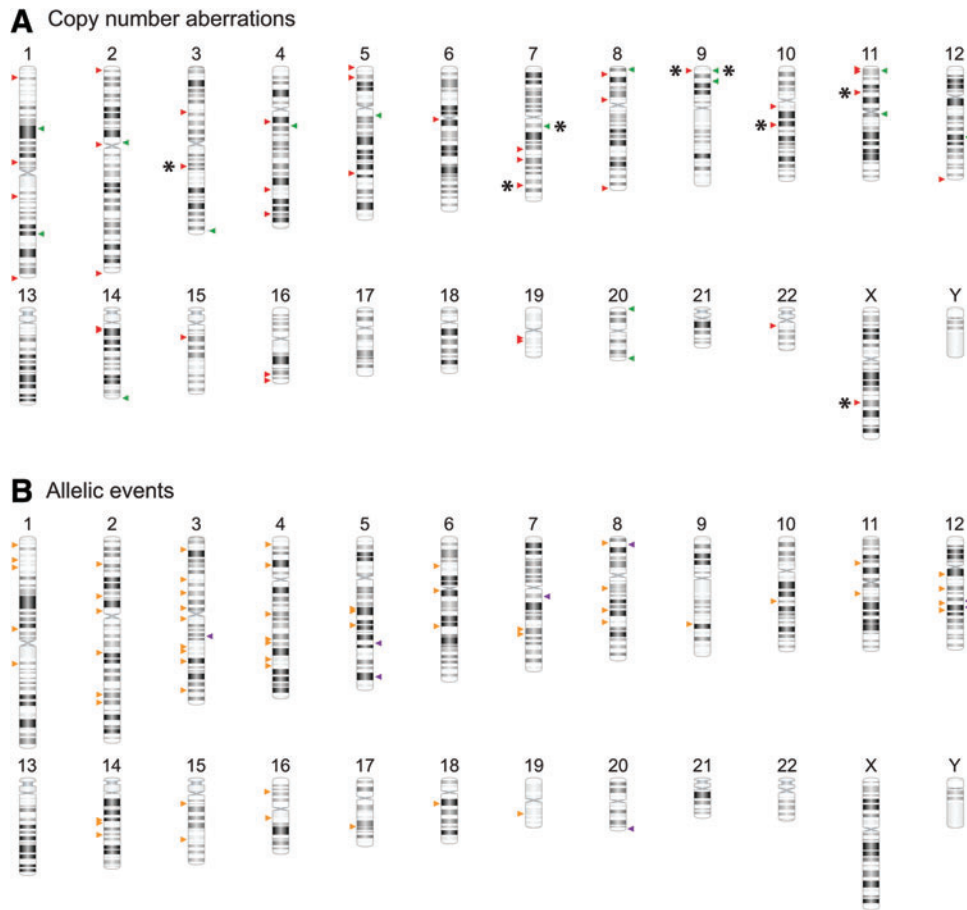 A Copy number aberrations
1 2 3 4 5 6 7 8 9 10 11 12
* * * * * * *
13 14 15 16 17 18 19 20 21 22 X Y
*
B Allelic events
1 2 3 4 5 6 7 8 9 10 11 12
13 14 15 16 17 18 19 20 21 22 X Y